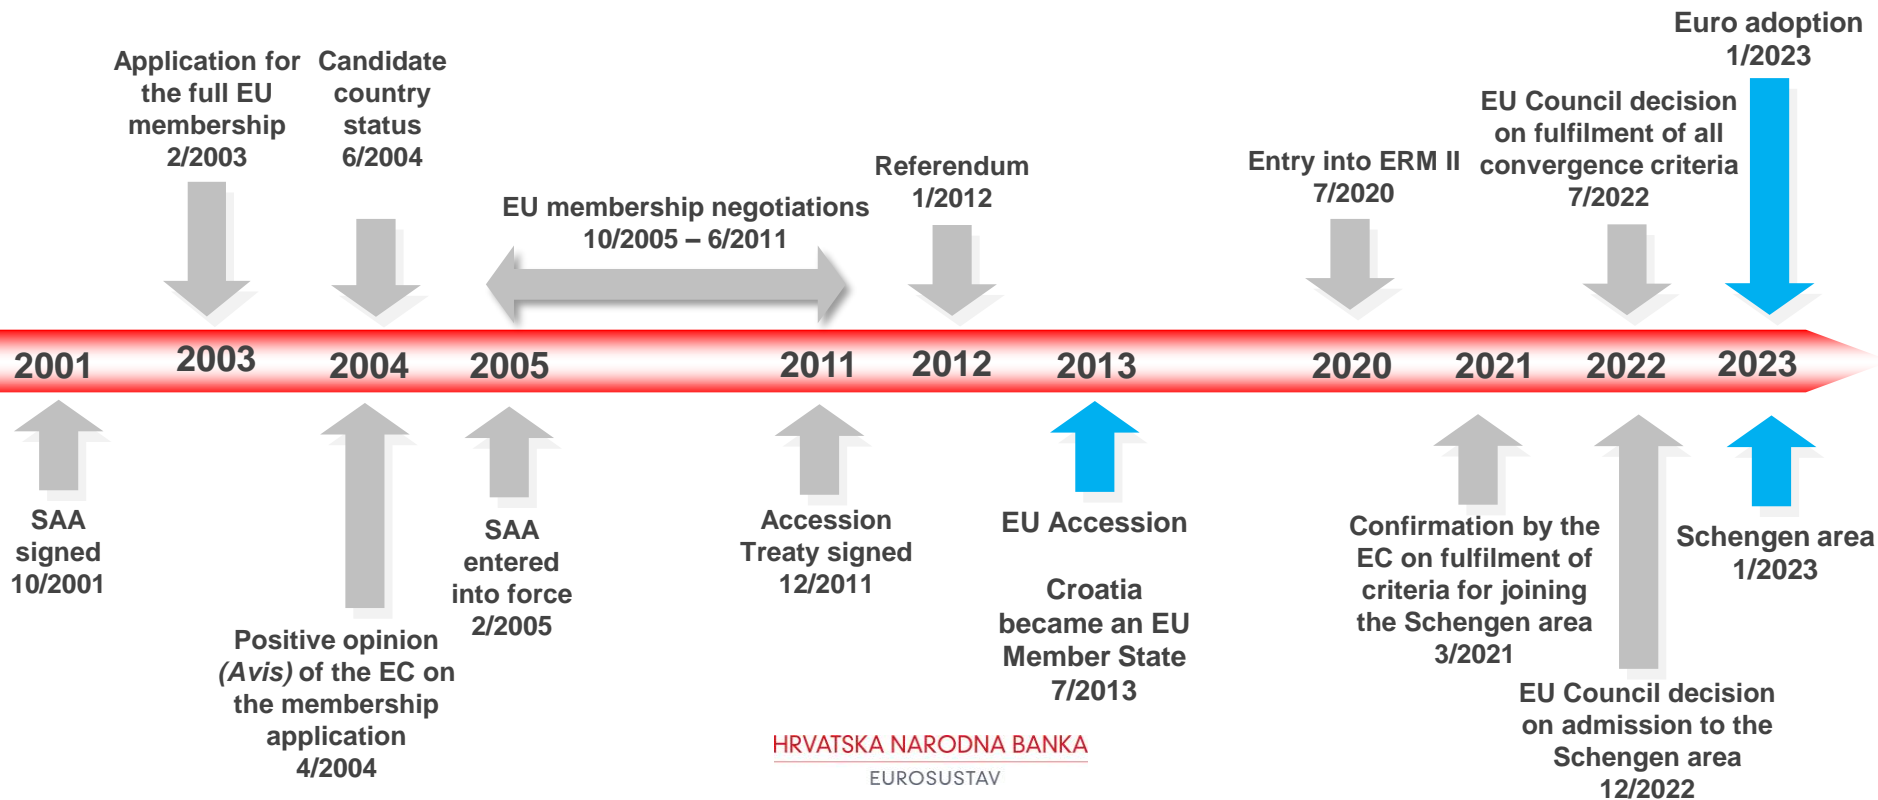 Application for
the full EU
membership
2/2003
Candidate
country
status
6/2004
EU membership negotiations
10/2005 – 6/2011
Referendum
1/2012
Entry into ERM II
7/2020
EU Council decision
on fulfilment of all
convergence criteria
7/2022
Euro adoption
1/2023
2001
2003
2004
2005
2011
2012
2013
2020
2021
2022
2023
SAA
signed
10/2001
Positive opinion
(Avis) of the EC on
the membership
application
4/2004
SAA
entered
into force
2/2005
Accession
Treaty signed
12/2011
EU Accession
Croatia
became an EU
Member State
7/2013
Confirmation by the
EC on fulfilment of
criteria for joining
the Schengen area
3/2021
EU Council decision
on admission to the
Schengen area
12/2022
Schengen area
1/2023
HRVATSKA NARODNA BANKA
EUROSUSTAV